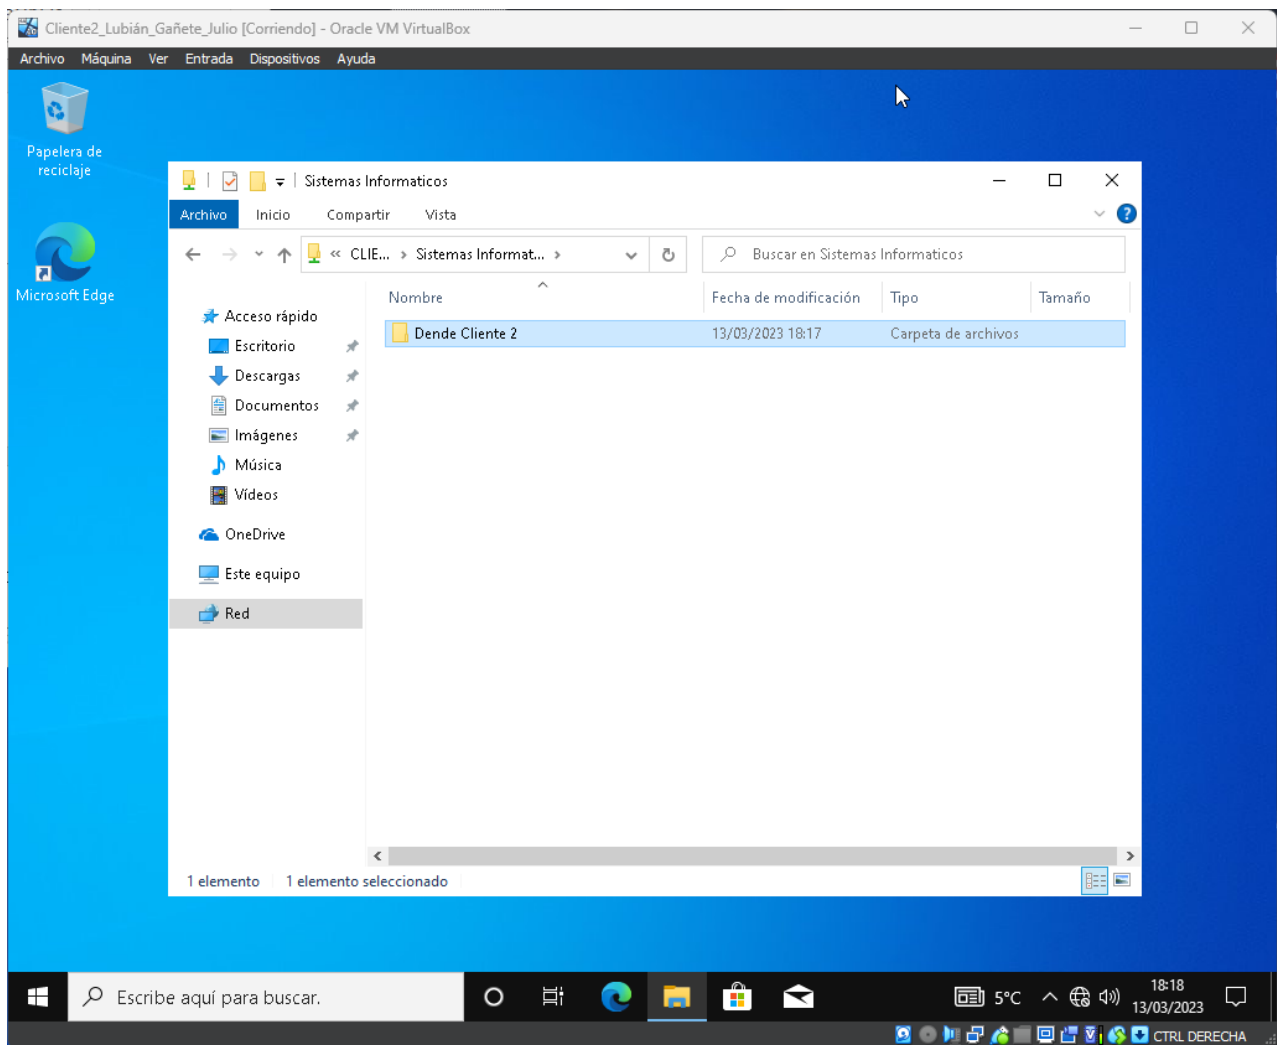 Cliente2_Lubián_Gañete_Julio [Corriendo] - Oracle VM VirtualBox
Archivo Máquina Ver Entrada Dispositivos Ayuda
Papelera de
reciclaje
Microsoft Edge
Sistemas Informaticos
Archivo Inicio Compartir Vista
« CLIE... › Sistemas Informat... ›
Buscar en Sistemas Informaticos
Nombre Fecha de modificación Tipo Tamaño
Dende Cliente 2 13/03/2023 18:17 Carpeta de archivos
Acceso rápido
Escritorio
Descargas
Documentos
Imágenes
Música
Vídeos
OneDrive
Este equipo
Red
1 elemento 1 elemento seleccionado
Escribe aquí para buscar.
5°C
18:18
13/03/2023
CTRL DERECHA